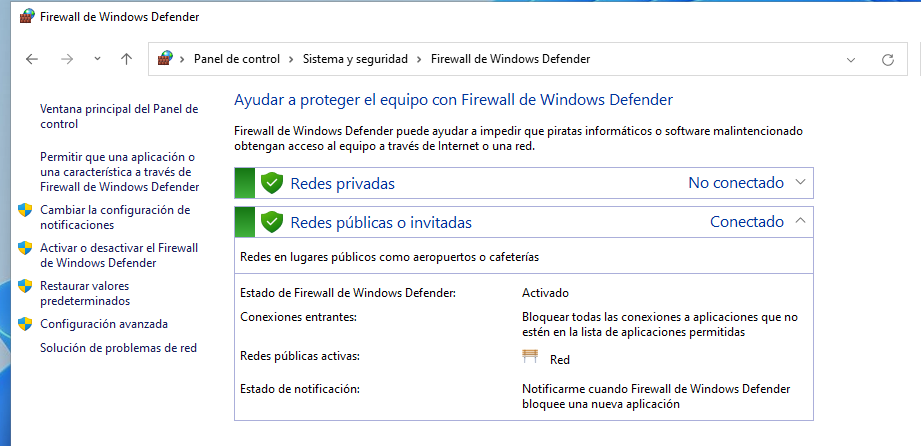 Firewall de Windows Defender
Panel de control > Sistema y seguridad > Firewall de Windows Defender
Ventana principal del Panel de
control
Permitir que una aplicación o
una característica a través de
Firewall de Windows Defender
Cambiar la configuración de
notificaciones
Activar o desactivar el Firewall
de Windows Defender
Restaurar valores
predeterminados
Configuración avanzada
Solución de problemas de red
Ayudar a proteger el equipo con Firewall de Windows Defender
Firewall de Windows Defender puede ayudar a impedir que piratas informáticos o software malintencionado
obtengan acceso al equipo a través de Internet o una red.
Redes privadas No conectado
Redes públicas o invitadas Conectado
Redes en lugares públicos como aeropuertos o cafeterías
Estado de Firewall de Windows Defender: Activado
Conexiones entrantes: Bloquear todas las conexiones a aplicaciones que no
estén en la lista de aplicaciones permitidas
Redes públicas activas: Red
Estado de notificación: Notificarme cuando Firewall de Windows Defender
bloquee una nueva aplicación